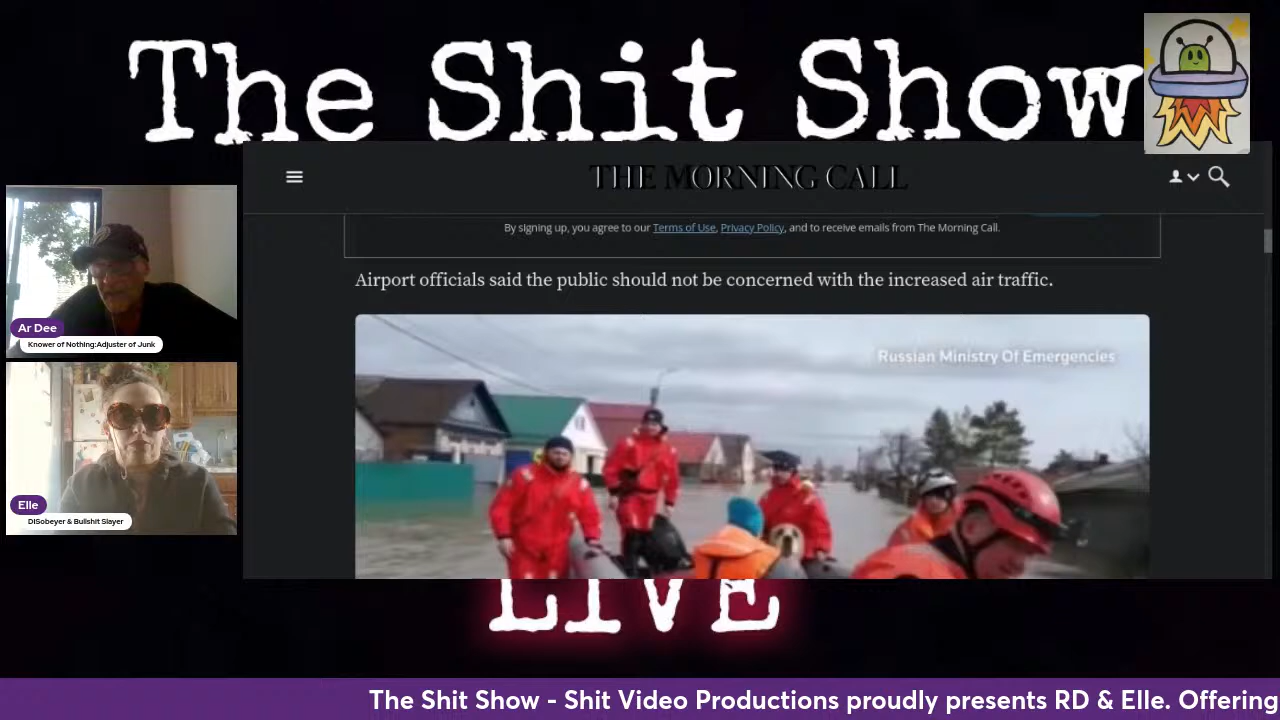 The Shit Show
THE MORNING CALL
By signing up, you agree to our Terms of Use, Privacy Policy, and to receive emails from The Morning Call.
Airport officials said the public should not be concerned with the increased air traffic.
Russian Ministry Of Emergencies
Ar Dee
Knower of Nothing:Adjuster of Junk
Elle
DISobeyer & Bullshit Slayer
LIVE
The Shit Show - Shit Video Productions proudly presents RD & Elle. Offering